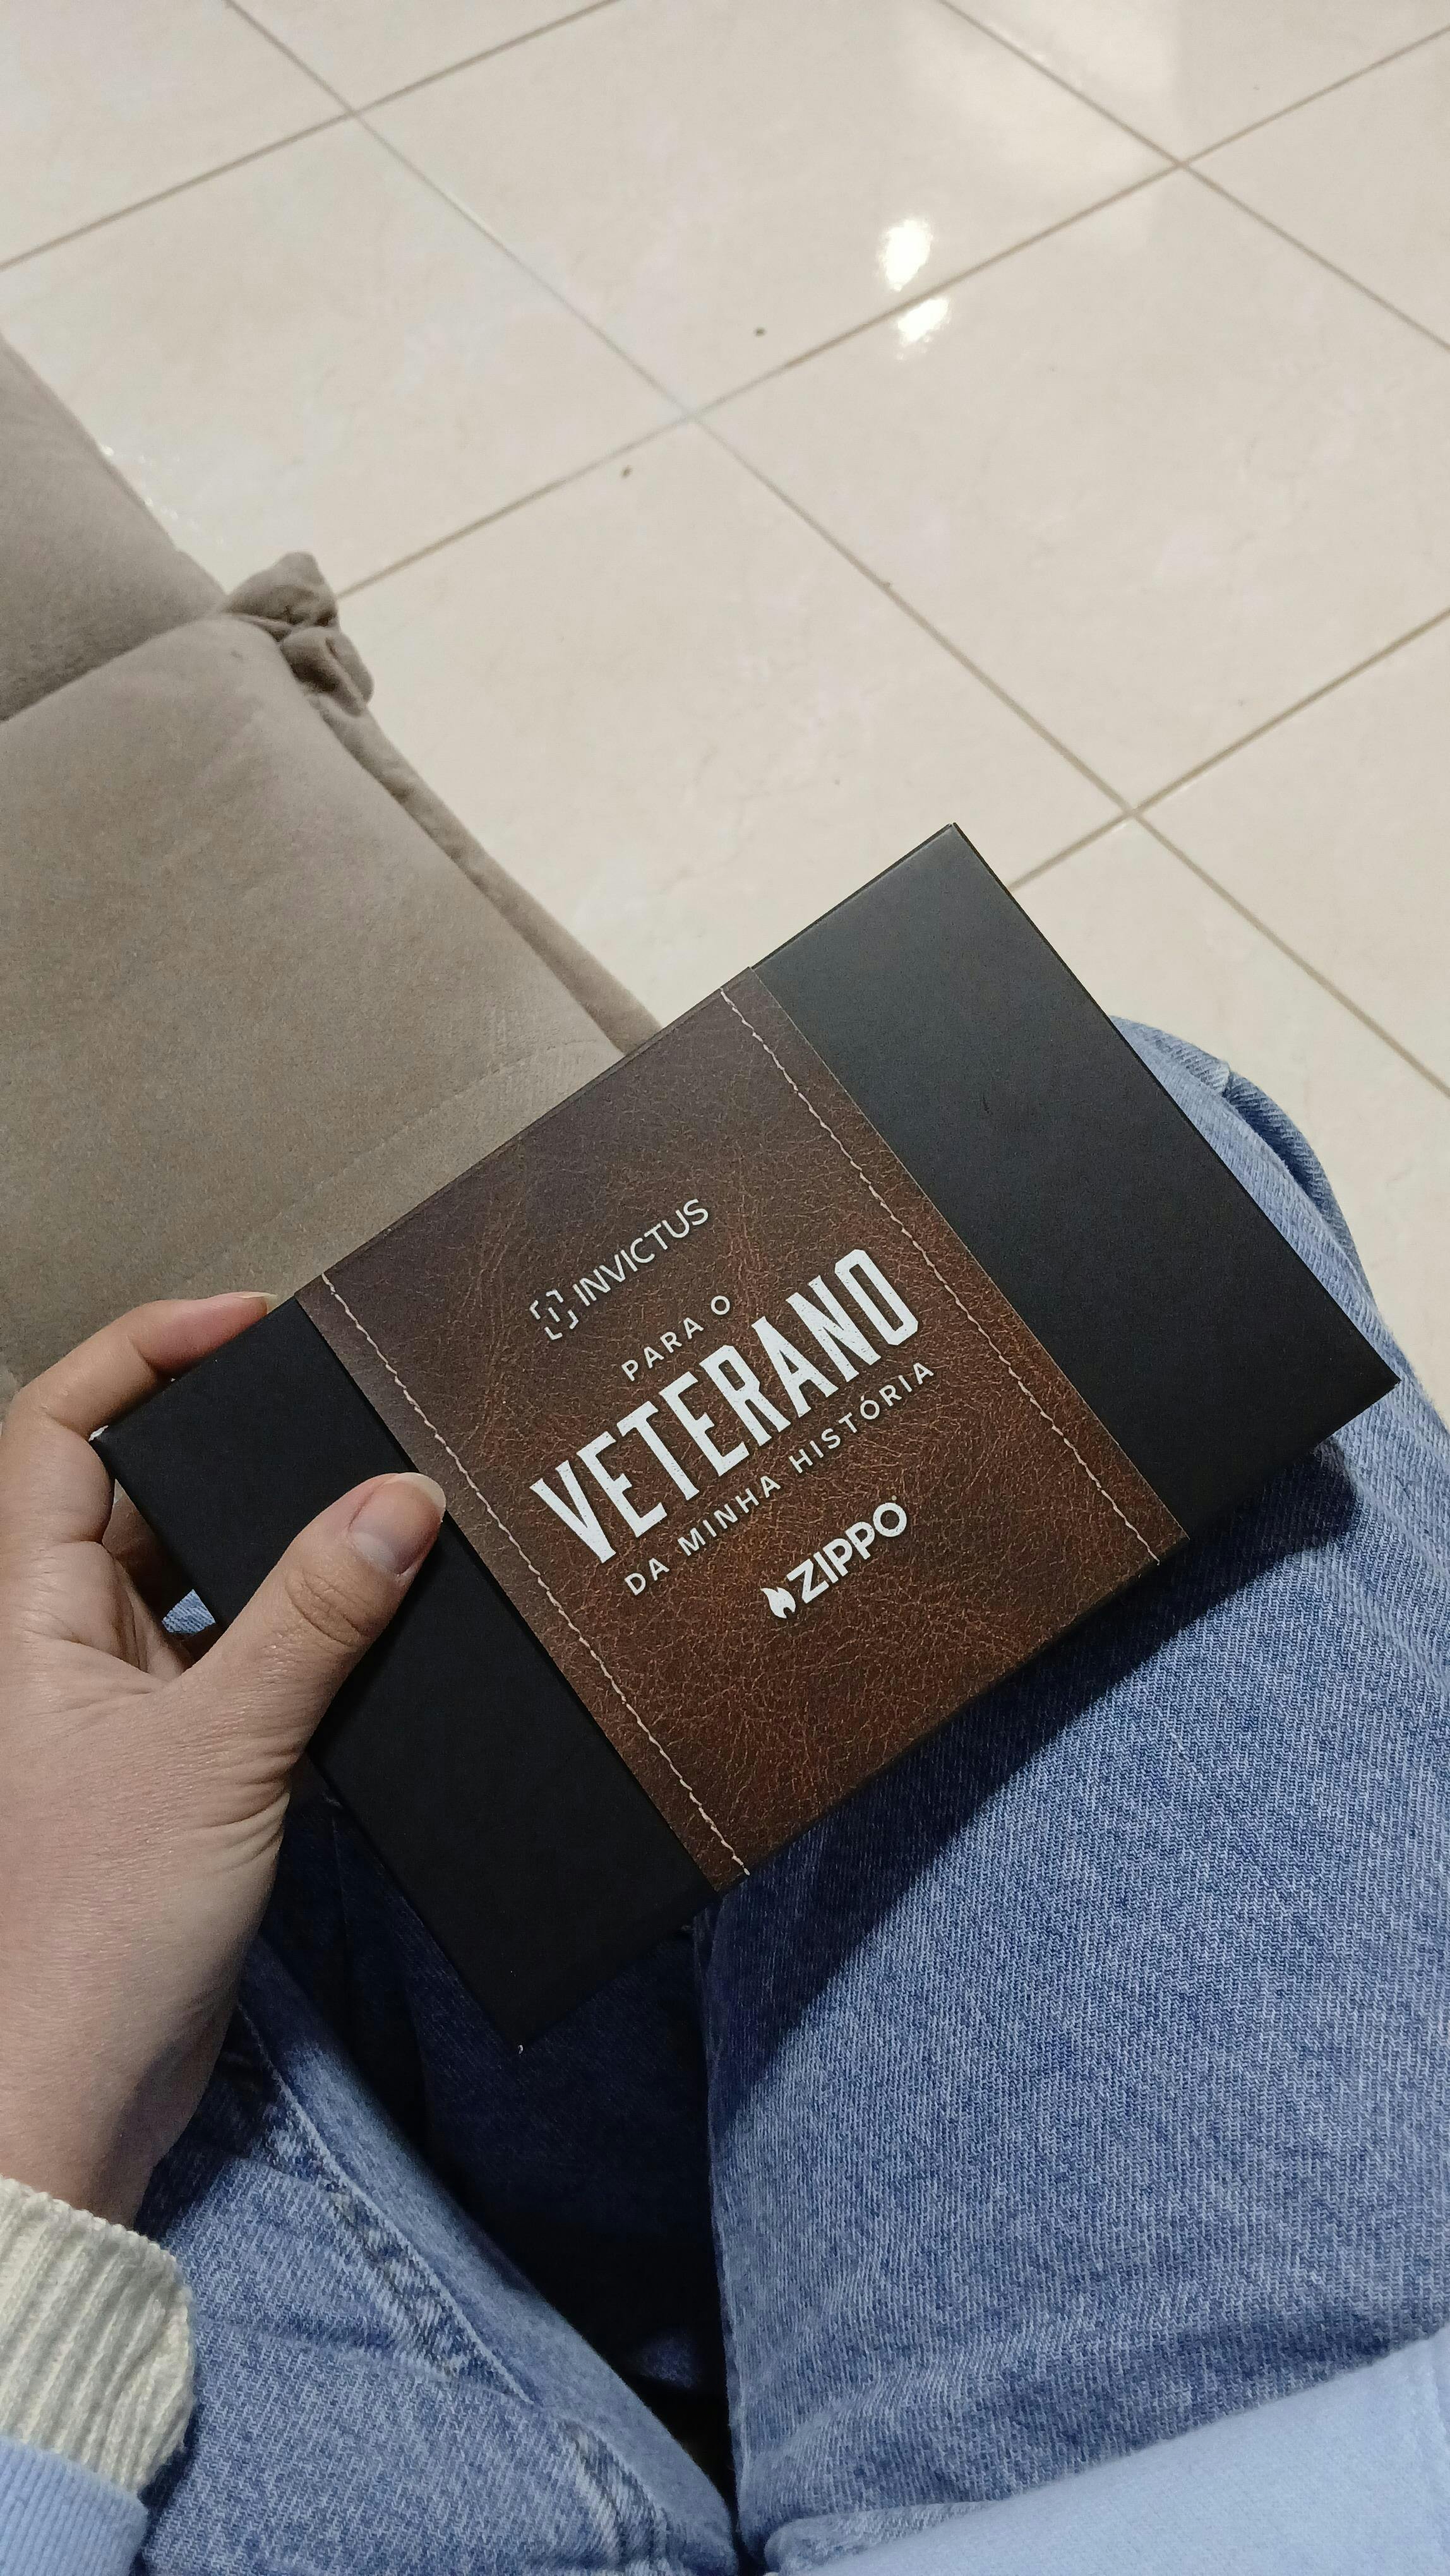 INVICTUS
PARA O
VETERANO
DA MINHA HISTÓRIA
ZIPPO